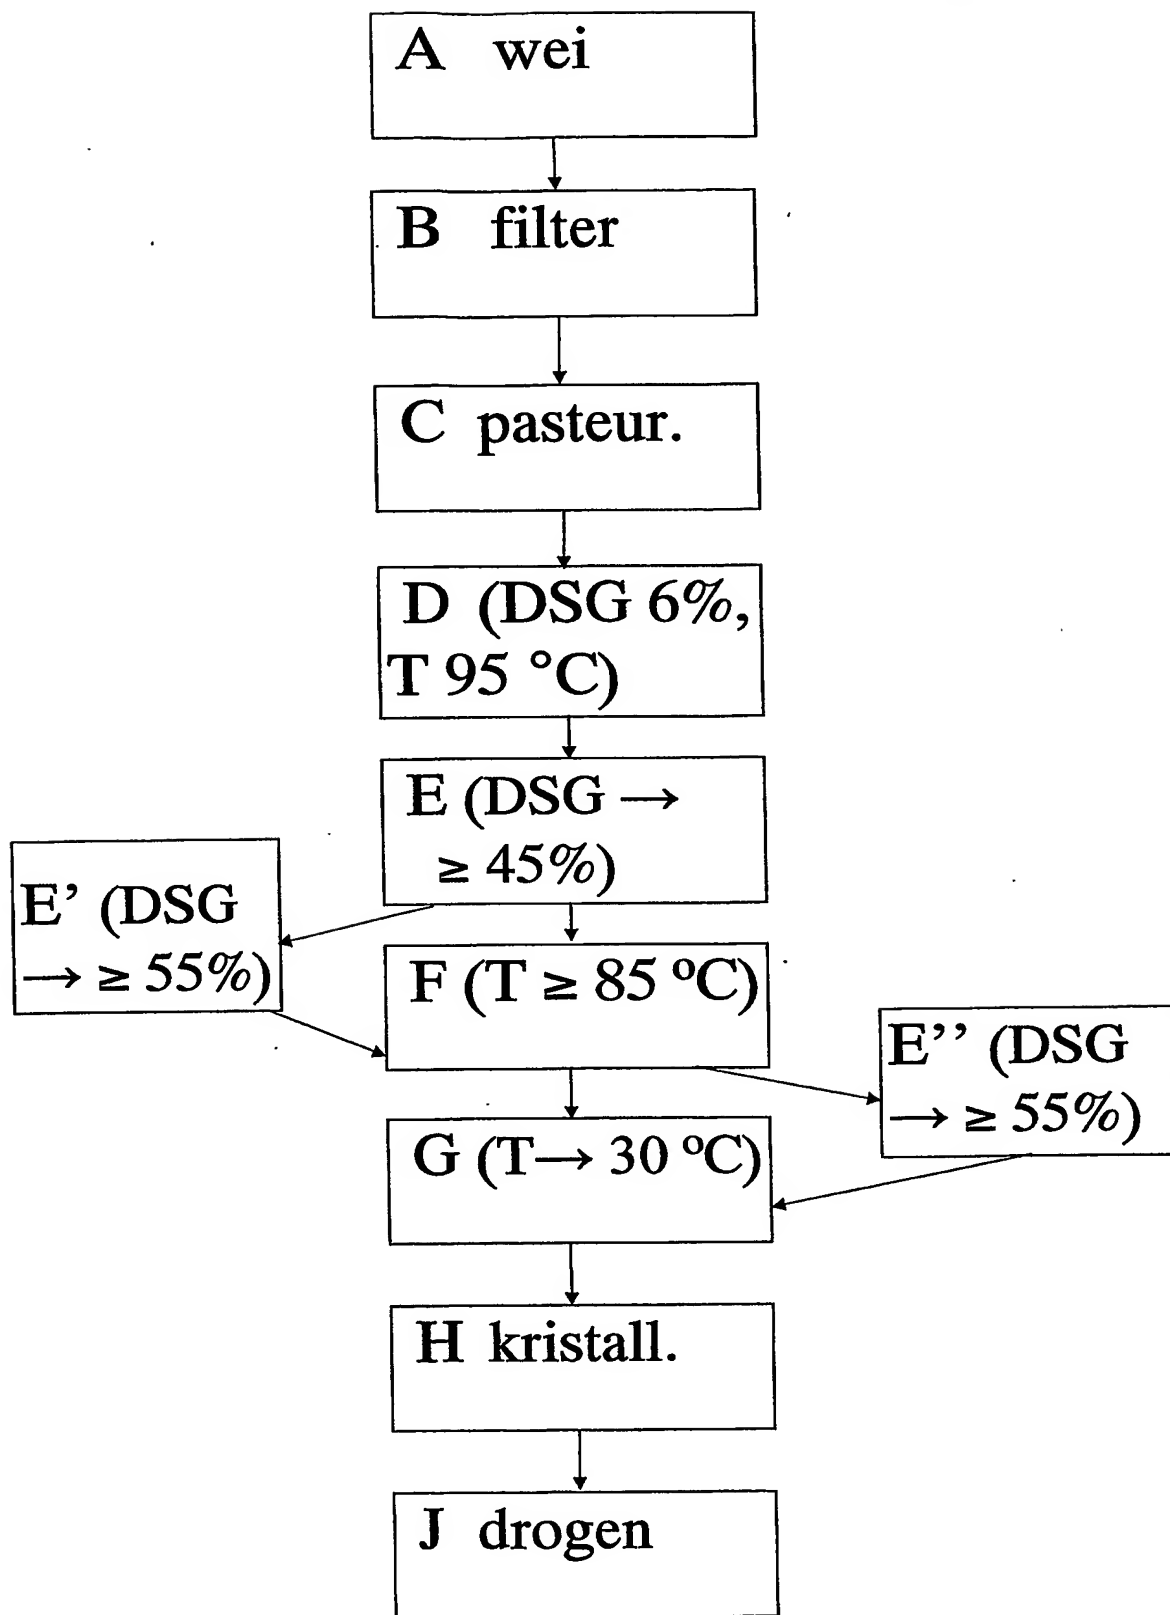 A wei
B filter
C pasteur.
D (DSG 6%,
T 95 °C)
E (DSG →
≥ 45%)
E' (DSG
→ ≥ 55%)
F (T ≥ 85 ºC)
E'' (DSG
→ ≥ 55%)
G (T→ 30 ºC)
H kristall.
J drogen